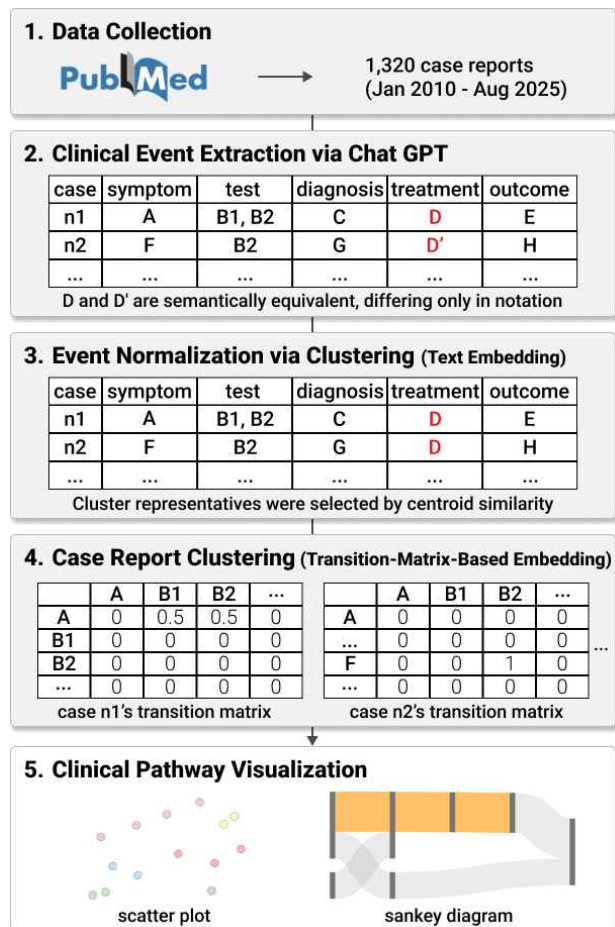 1. Data Collection
PubMed
1,320 case reports
(Jan 2010 - Aug 2025)
2. Clinical Event Extraction via Chat GPT
case symptom test diagnosis treatment outcome
n1 A B1, B2 C D E
n2 F B2 G D' H
... ... ... ... ... ...
D and D' are semantically equivalent, differing only in notation
3. Event Normalization via Clustering (Text Embedding)
case symptom test diagnosis treatment outcome
n1 A B1, B2 C D E
n2 F B2 G D H
... ... ... ... ... ...
Cluster representatives were selected by centroid similarity
4. Case Report Clustering (Transition-Matrix-Based Embedding)
A B1 B2 ...
A 0 0.5 0.5 0
B1 0 0 0 0
B2 0 0 0 0
... 0 0 0 0
case n1's transition matrix
A B1 B2 ...
A 0 0 0 0
... 0 0 0 0
F 0 0 1 0
... 0 0 0 0
case n2's transition matrix
...
5. Clinical Pathway Visualization
scatter plot
sankey diagram